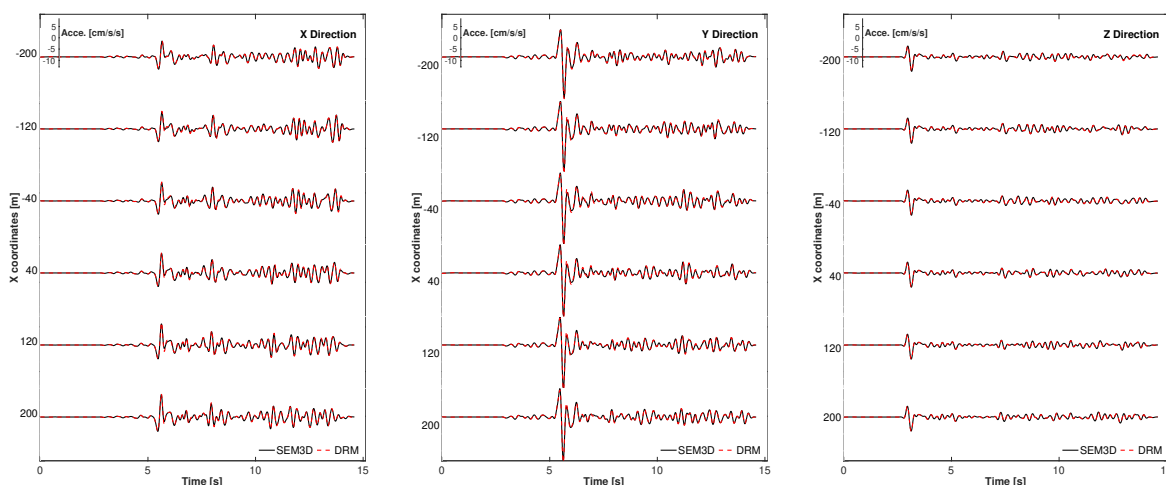 Acce. [cm/s/s]
5
0
-5
-10
X Direction
X coordinates [m]
-200
-120
-40
40
120
200
SEM3D DRM
0 5 10 15
Time [s]
Acce. [cm/s/s]
5
0
-5
-10
Y Direction
X coordinates [m]
-200
-120
-40
40
120
200
SEM3D DRM
0 5 10 15
Time [s]
Acce. [cm/s/s]
5
0
-5
-10
Z Direction
X coordinates [m]
-200
-120
-40
40
120
200
SEM3D DRM
0 5 10
Time [s]